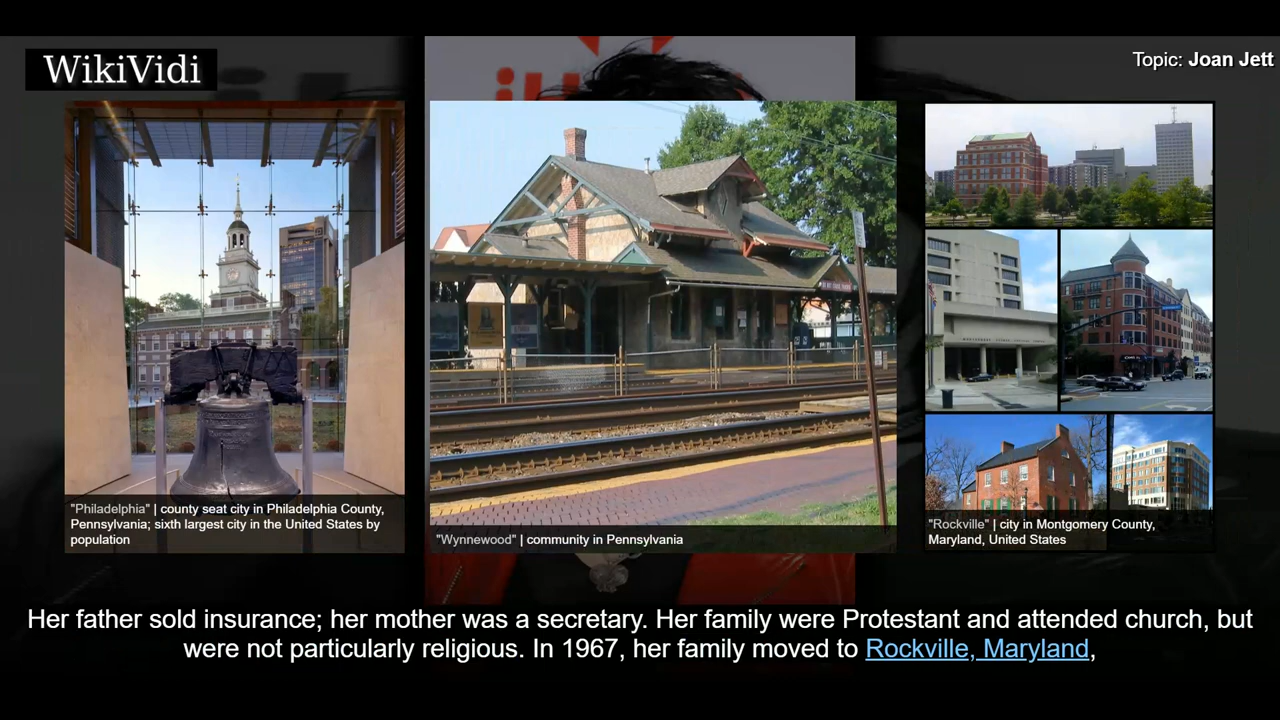 WikiVidi
Topic: Joan Jett
"Philadelphia" | county seat city in Philadelphia County,
Pennsylvania; sixth largest city in the United States by
population
"Wynnewood" | community in Pennsylvania
"Rockville" | city in Montgomery County,
Maryland, United States
Her father sold insurance; her mother was a secretary. Her family were Protestant and attended church, but
were not particularly religious. In 1967, her family moved to Rockville, Maryland,